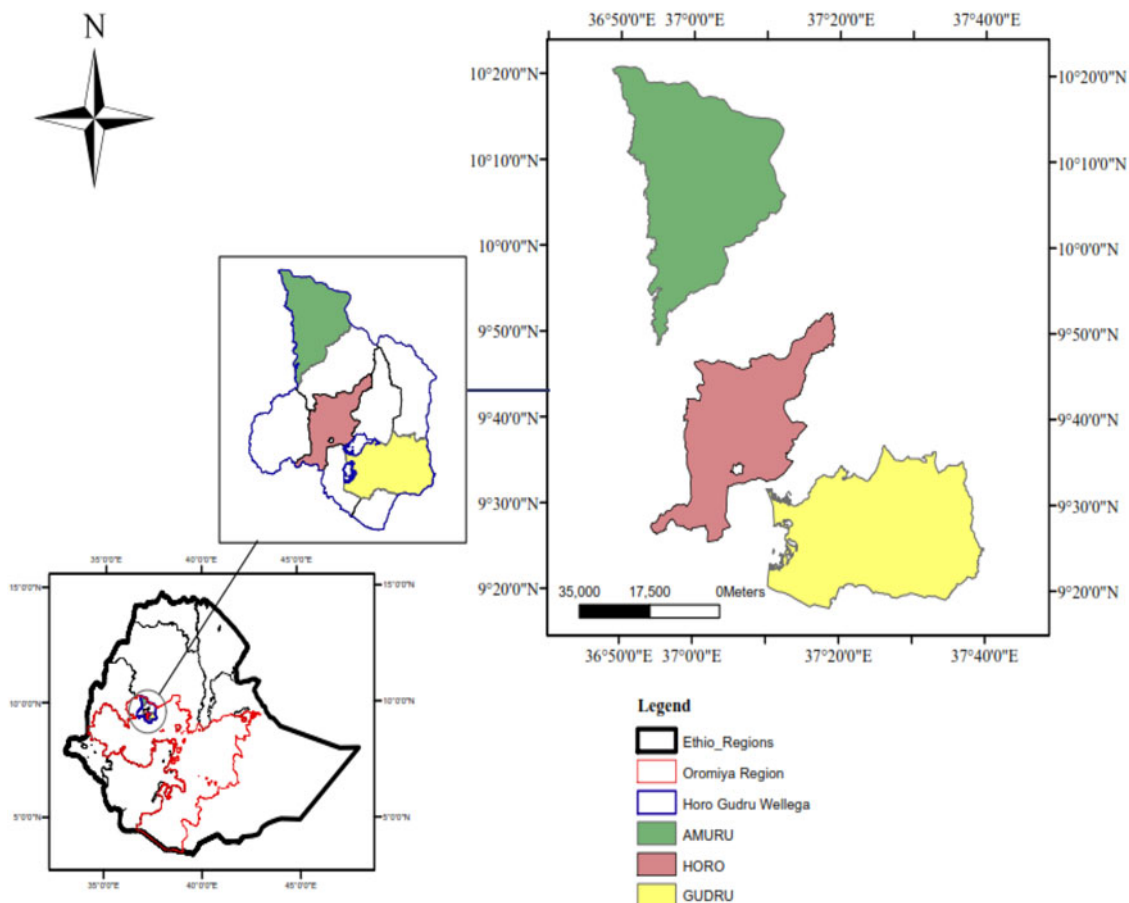 N
36°50'0"E 37°0'0"E 37°20'0"E 37°40'0"E
10°20'0"N 10°20'0"N
10°10'0"N 10°10'0"N
10°0'0"N 10°0'0"N
9°50'0"N 9°50'0"N
9°40'0"N 9°40'0"N
9°30'0"N 9°30'0"N
9°20'0"N 9°20'0"N
35,000 17,500 0Meters
36°50'0"E 37°0'0"E 37°20'0"E 37°40'0"E
35°0'0"E 40°0'0"E 45°0'0"E
15°0'0"N 15°0'0"N
10°0'0"N 10°0'0"N
5°0'0"N 5°0'0"N
35°0'0"E 40°0'0"E 45°0'0"E
Legend
Ethio_Regions
Oromiya Region
Horo Gudru Wellega
AMURU
HORO
GUDRU